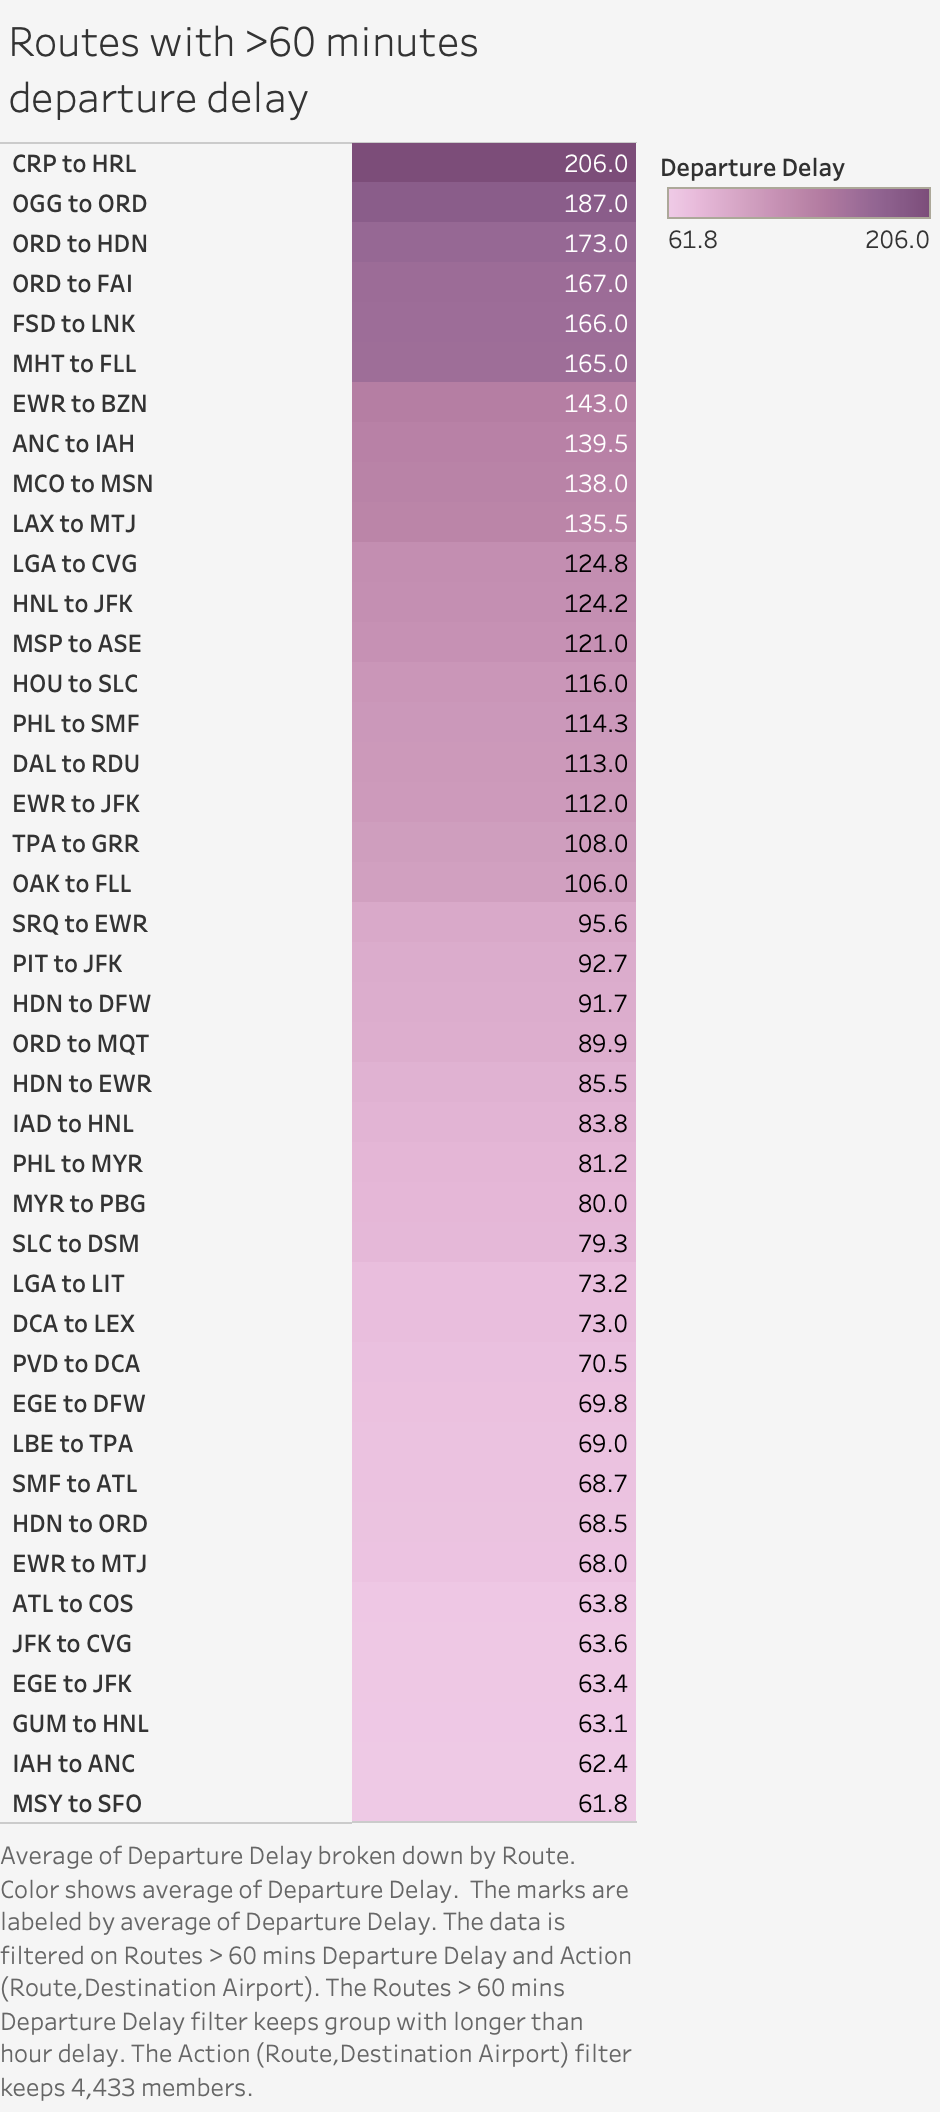 Routes with >60 minutes
departure delay
CRP to HRL 206.0
OGG to ORD 187.0
ORD to HDN 173.0
ORD to FAI 167.0
FSD to LNK 166.0
MHT to FLL 165.0
EWR to BZN 143.0
ANC to IAH 139.5
MCO to MSN 138.0
LAX to MTJ 135.5
LGA to CVG 124.8
HNL to JFK 124.2
MSP to ASE 121.0
HOU to SLC 116.0
PHL to SMF 114.3
DAL to RDU 113.0
EWR to JFK 112.0
TPA to GRR 108.0
OAK to FLL 106.0
SRQ to EWR 95.6
PIT to JFK 92.7
HDN to DFW 91.7
ORD to MQT 89.9
HDN to EWR 85.5
IAD to HNL 83.8
PHL to MYR 81.2
MYR to PBG 80.0
SLC to DSM 79.3
LGA to LIT 73.2
DCA to LEX 73.0
PVD to DCA 70.5
EGE to DFW 69.8
LBE to TPA 69.0
SMF to ATL 68.7
HDN to ORD 68.5
EWR to MTJ 68.0
ATL to COS 63.8
JFK to CVG 63.6
EGE to JFK 63.4
GUM to HNL 63.1
IAH to ANC 62.4
MSY to SFO 61.8
Departure Delay
61.8 206.0
Average of Departure Delay broken down by Route.
Color shows average of Departure Delay.  The marks are
labeled by average of Departure Delay. The data is
filtered on Routes > 60 mins Departure Delay and Action
(Route,Destination Airport). The Routes > 60 mins
Departure Delay filter keeps group with longer than
hour delay. The Action (Route,Destination Airport) filter
keeps 4,433 members.